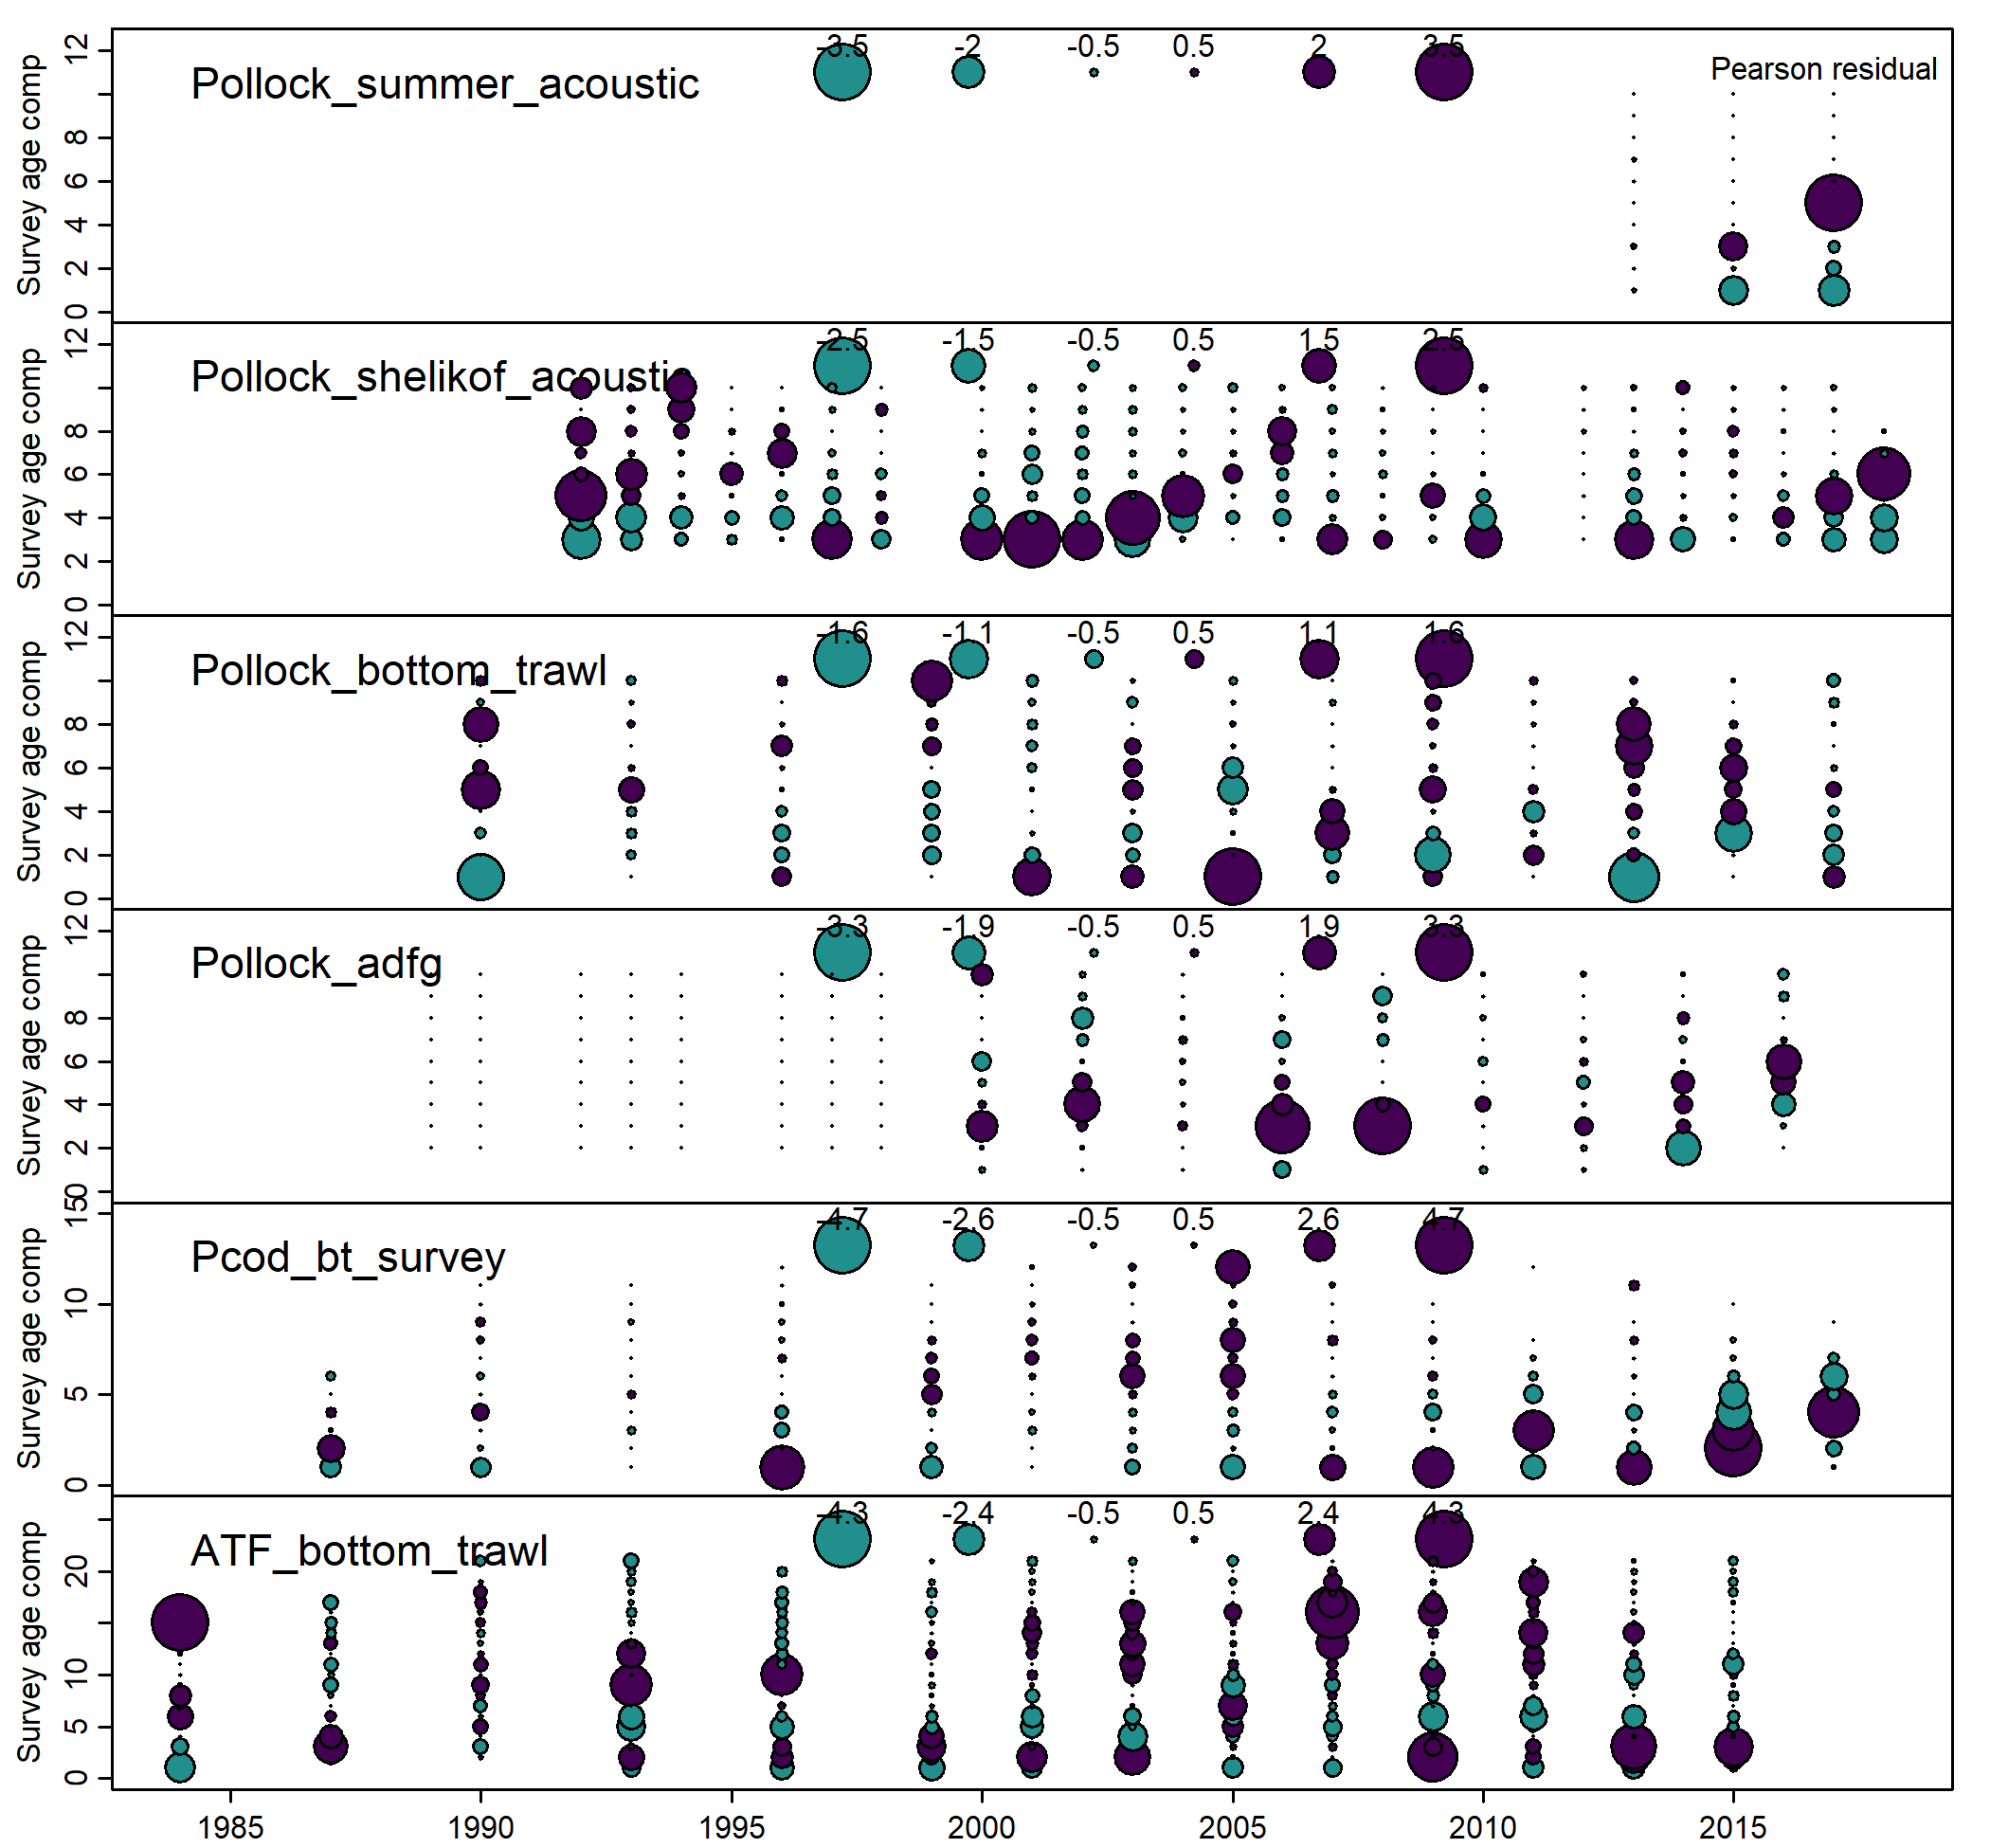 -3.5 -2 -0.5 0.5 2 3.5
Pollock_summer_acoustic
Pearson residual
Survey age comp
0 2 4 6 8 12
-2.5 -1.5 -0.5 0.5 1.5 2.5
Pollock_shelikof_acoustic
Survey age comp
0 2 4 6 8 12
-1.6 -1.1 -0.5 0.5 1.1 1.6
Pollock_bottom_trawl
Survey age comp
0 2 4 6 8 12
-3.3 -1.9 -0.5 0.5 1.9 3.3
Pollock_adfg
Survey age comp
0 2 4 6 8 12
-4.7 -2.6 -0.5 0.5 2.6 4.7
Pcod_bt_survey
Survey age comp
0 5 10 15
-4.3 -2.4 -0.5 0.5 2.4 4.3
ATF_bottom_trawl
Survey age comp
0 5 10 20
1985 1990 1995 2000 2005 2010 2015